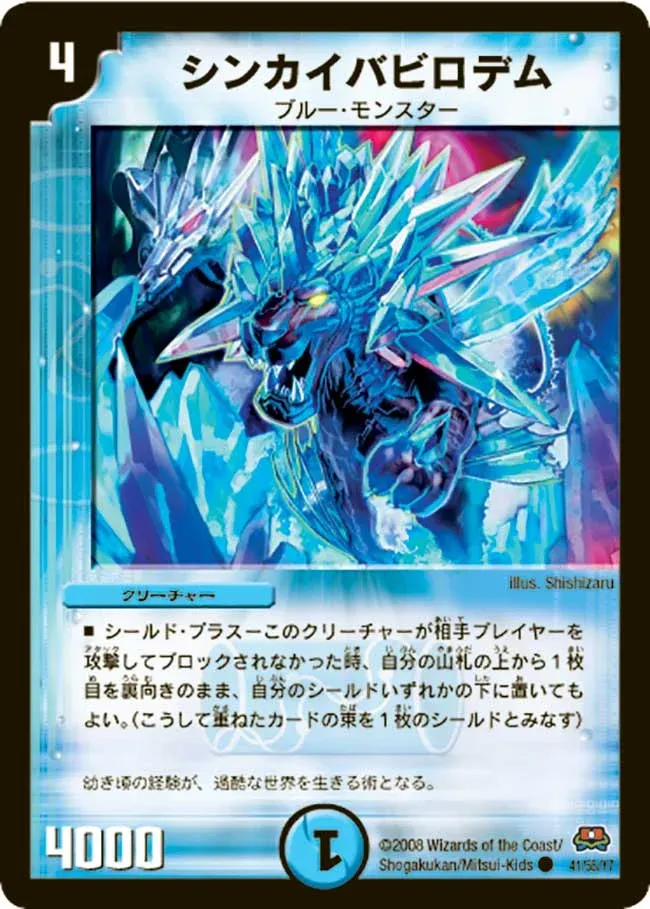 4
シンカイバビロデム
ブルー・モンスター
illus. Shishizaru
クリーチャー
■ シールド・プラス－このクリーチャーが相手プレイヤーを
攻撃してブロックされなかった時、自分の山札の上から1枚
目を裏向きのまま、自分のシールドいずれかの下に置いても
よい。(こうして重ねたカードの束を1枚のシールドとみなす)
幼き頃の経験が、過酷な世界を生きる術となる。
4000
1
©2008 Wizards of the Coast/
Shogakukan/Mitsui-Kids ● 41/55/Y7